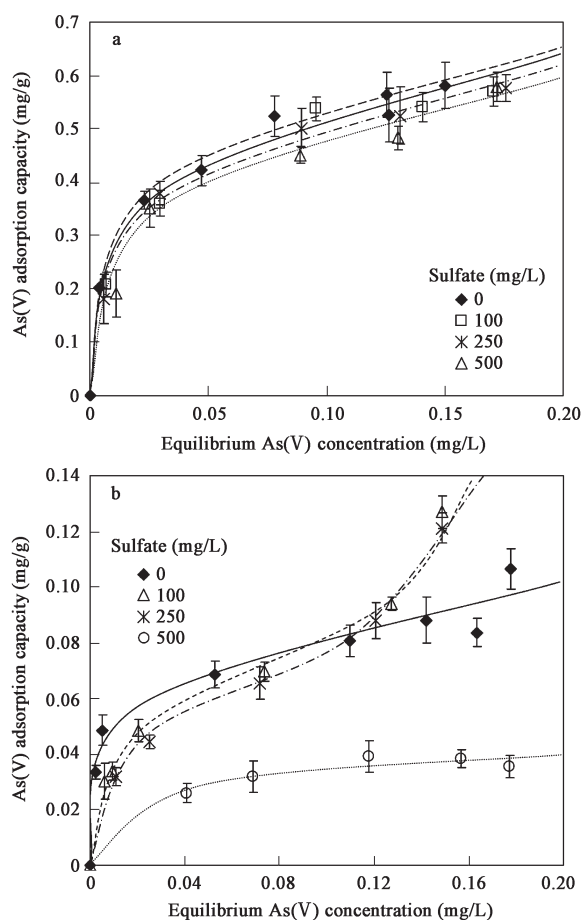 a
0.7
0.6
0.5
0.4
0.3
0.2
0.1
0
As(V) adsorption capacity (mg/g)
Sulfate (mg/L)
0
100
250
500
0 0.05 0.10 0.15 0.20
Equilibrium As(V) concentration (mg/L)
b
0.14
0.12
0.10
0.08
0.06
0.04
0.02
0.00
As(V) adsorption capacity (mg/g)
Sulfate (mg/L)
0
100
250
500
0.00 0.04 0.08 0.12 0.16 0.20
Equilibrium As(V) concentration (mg/L)